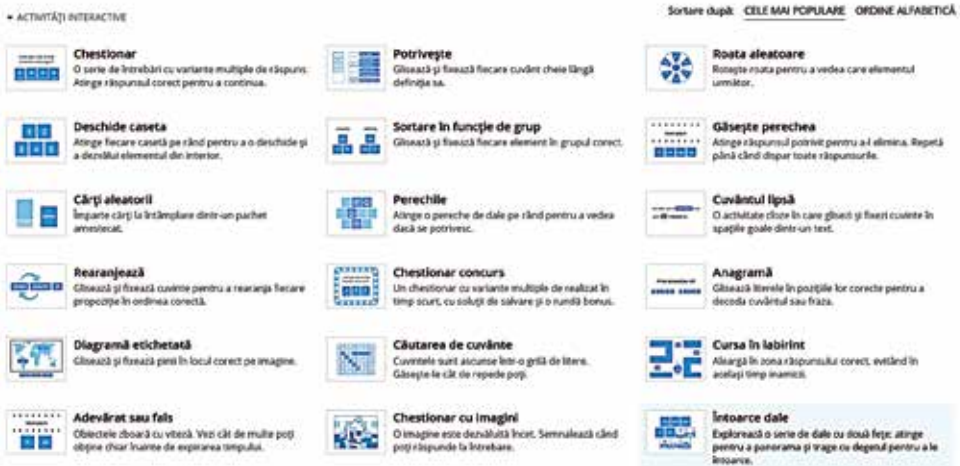 ACTIVITĂȚI INTERACTIVE
Sortare după: CELE MAI POPULARE ORDINE ALFABETICĂ
Chestionar
O serie de întrebări cu variante multiple de răspuns.
Atinge răspunsul corect pentru a continua.
Potrivește
Glisează și fixează fiecare cuvânt cheie lângă
definiția sa.
Roata aleatoare
Rotește roata pentru a vedea care elementul
următor.
Deschide caseta
Atinge fiecare casetă pe rând pentru a o deschide și
a dezvălui elementul din interior.
Sortare în funcție de grup
Glisează și fixează fiecare element în grupul corect.
Găsește perechea
Atinge răspunsul potrivit pentru a-l elimina. Repetă
până când dispar toate răspunsurile.
Cărți aleatorii
Împarte cărți la întâmplare dintr-un pachet
amestecat.
Perechile
Atinge o pereche de dale pe rând pentru a vedea
dacă se potrivesc.
Cuvântul lipsă
O activitate cloze în care glisezi și fixezi cuvinte în
spațiile goale dintr-un text.
Rearanjează
Glisează și fixează cuvinte pentru a rearanja fiecare
propoziție în ordinea corectă.
Chestionar concurs
Un chestionar cu variante multiple de realizat în
timp scurt, cu soluții de salvare și o rundă bonus.
Anagramă
Glisează literele în pozițiile lor corecte pentru a
decoda cuvântul sau fraza.
Diagramă etichetată
Glisează și fixează pinii în locul corect pe imagine.
Căutarea de cuvânte
Cuvintele sunt ascunse într-o grilă de litere.
Găsește-le cât de repede poți.
Cursa în labirint
Aleargă în zona răspunsului corect, evitând în
același timp inamicii.
Adevărat sau fals
Obiectele zboară cu viteză. Vezi cât de multe poți
obține chiar înainte de expirarea timpului.
Chestionar cu imagini
O imagine este dezvăluită încet. Semnalează când
poți răspunde la întrebare.
Întoarce dale
Explorează o serie de dale cu două fețe: atinge
pentru a panorama și trage cu degetul pentru a le
întoarce.